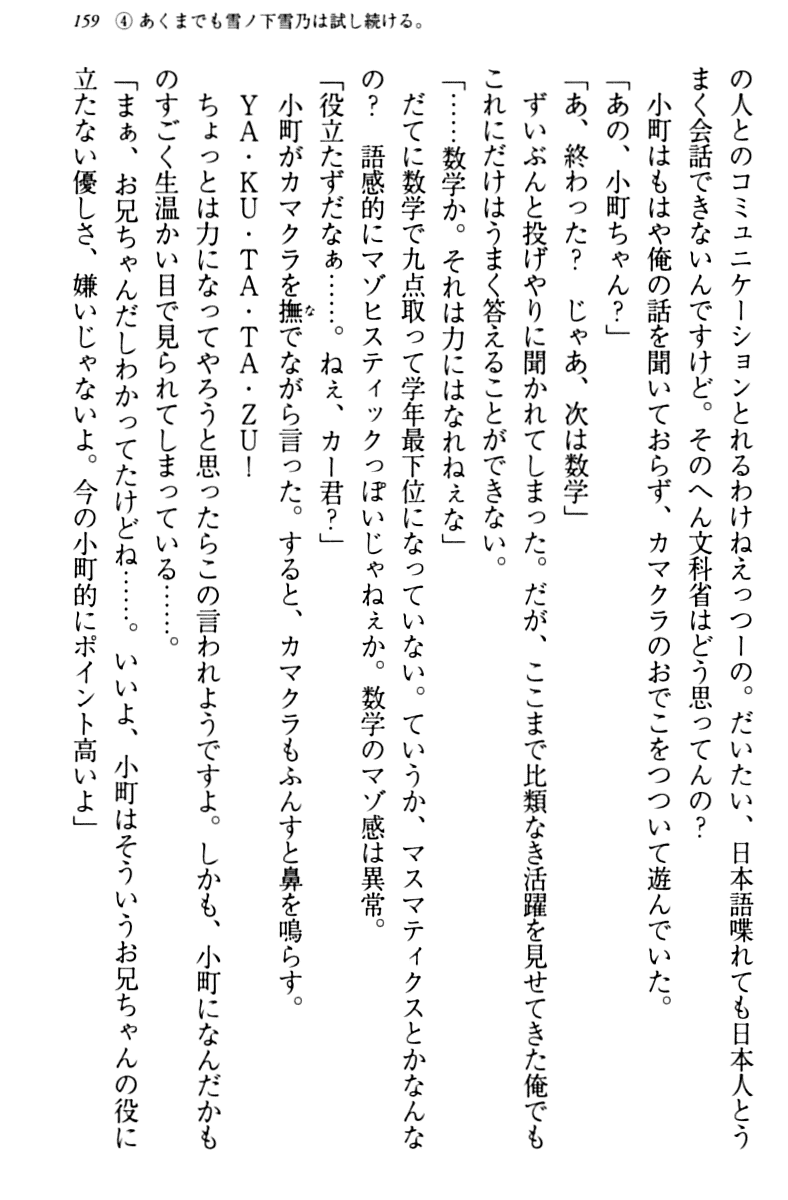 159 ④ あくまでも雪ノ下雪乃は試し続ける。
の人とのコミュニケーションとれるわけねえっつーの。だいたい、日本語喋れても日本人とう
まく会話できないんですけど。そのへん文科省はどう思ってんの?
　小町はもはや俺の話を聞いておらず、カマクラのおでこをつついて遊んでいた。
「あの、小町ちゃん?」
「あ、終わった?　じゃあ、次は数学」
　ずいぶんと投げやりに聞かれてしまった。だが、ここまで比類なき活躍を見せてきた俺でも
これにだけはうまく答えることができない。
「……数学か。それは力にはなれねぇな」
　だてに数学で九点取って学年最下位になっていない。ていうか、マスマティクスとかなんな
の?　語感的にマゾヒスティックっぽいじゃねぇか。数学のマゾ感は異常。
「役立たずだなぁ……。ねぇ、カー君?」
　小町がカマクラを撫なでながら言った。すると、カマクラもふんすと鼻を鳴らす。
　YA・KU・TA・TA・ZU!
　ちょっとは力になってやろうと思ったらこの言われようですよ。しかも、小町になんだかも
のすごく生温かい目で見られてしまっている……。
「まぁ、お兄ちゃんだしわかってたけどね……。いいよ、小町はそういうお兄ちゃんの役に
立たない優しさ、嫌いじゃないよ。今の小町的にポイント高いよ」